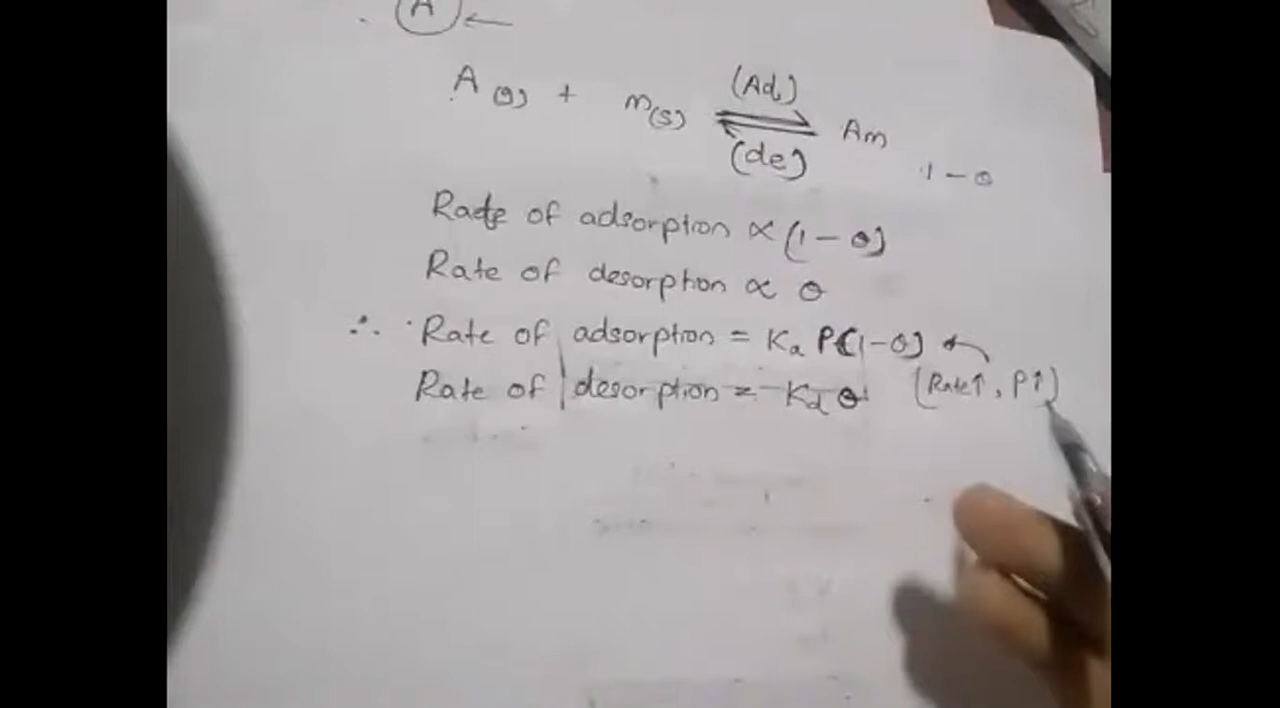 A
A(g) + m(s) ⇌ Am
(Ad)
(de)
1 - θ
Rate of adsorption ∝ (1 - θ)
Rate of desorption ∝ θ
∴ Rate of adsorption = Ka P(1-θ)
Rate of desorption = Kd θ (Rate↑, P↑)